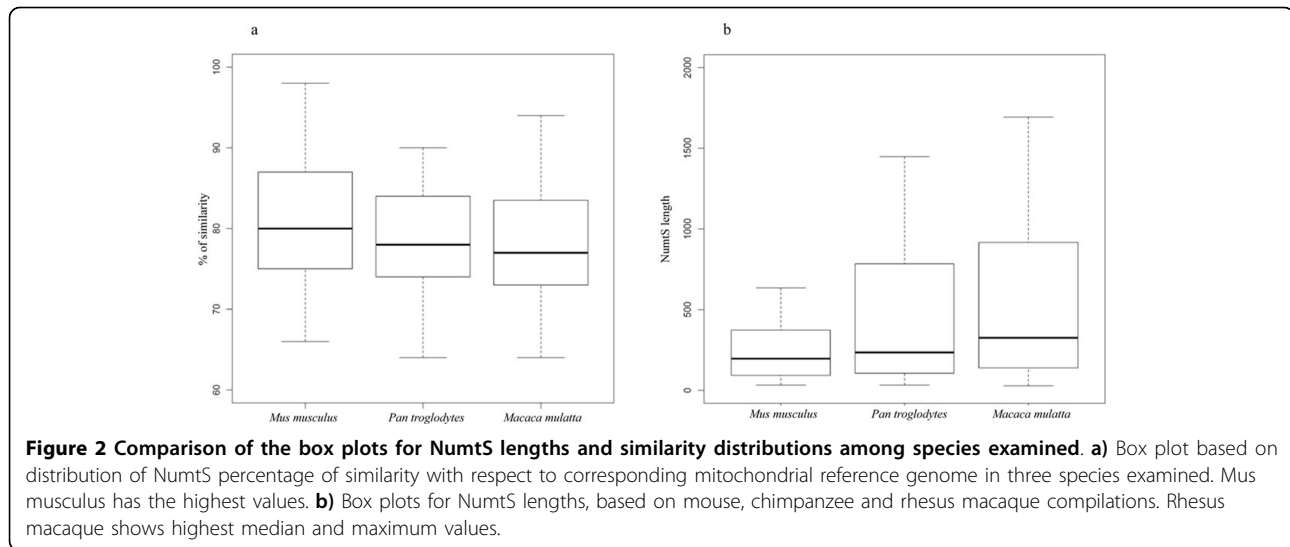 a
b
100
90
80
70
60
% of similarity
Mus musculus
Pan troglodytes
Macaca mulatta
2000
1500
1000
500
0
NumtS length
Mus musculus
Pan troglodytes
Macaca mulatta
Figure 2 Comparison of the box plots for NumtS lengths and similarity distributions among species examined. a) Box plot based on
distribution of NumtS percentage of similarity with respect to corresponding mitochondrial reference genome in three species examined. Mus
musculus has the highest values. b) Box plots for NumtS lengths, based on mouse, chimpanzee and rhesus macaque compilations. Rhesus
macaque shows highest median and maximum values.